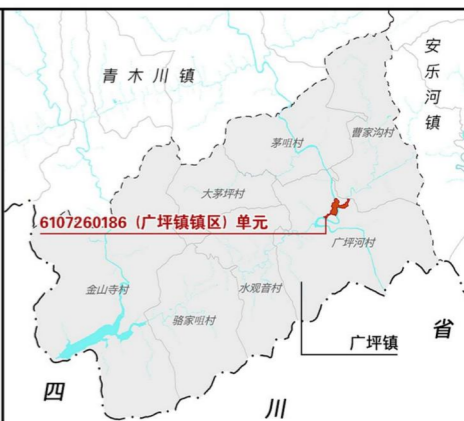 青木川镇
安乐河镇
曹家沟村
茅咀村
大茅坪村
6107260186（广坪镇镇区）单元
广坪河村
金山寺村
水观音村
骆家咀村
广坪镇
省
四
川